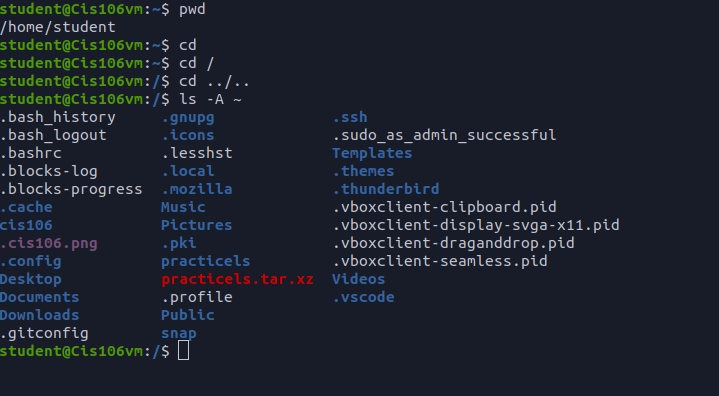 student@Cis106vm:~$ pwd
/home/student
student@Cis106vm:~$ cd
student@Cis106vm:~$ cd /
student@Cis106vm:/$ cd ../..
student@Cis106vm:/$ ls -A ~
.bash_history .gnupg .ssh
.bash_logout .icons .sudo_as_admin_successful
.bashrc .lesshst Templates
.blocks-log .local .themes
.blocks-progress .mozilla .thunderbird
.cache Music .vboxclient-clipboard.pid
cis106 Pictures .vboxclient-display-svga-x11.pid
.cis106.png .pki .vboxclient-draganddrop.pid
.config practicels .vboxclient-seamless.pid
Desktop practicels.tar.xz Videos
Documents .profile .vscode
Downloads Public
.gitconfig snap
student@Cis106vm:/$